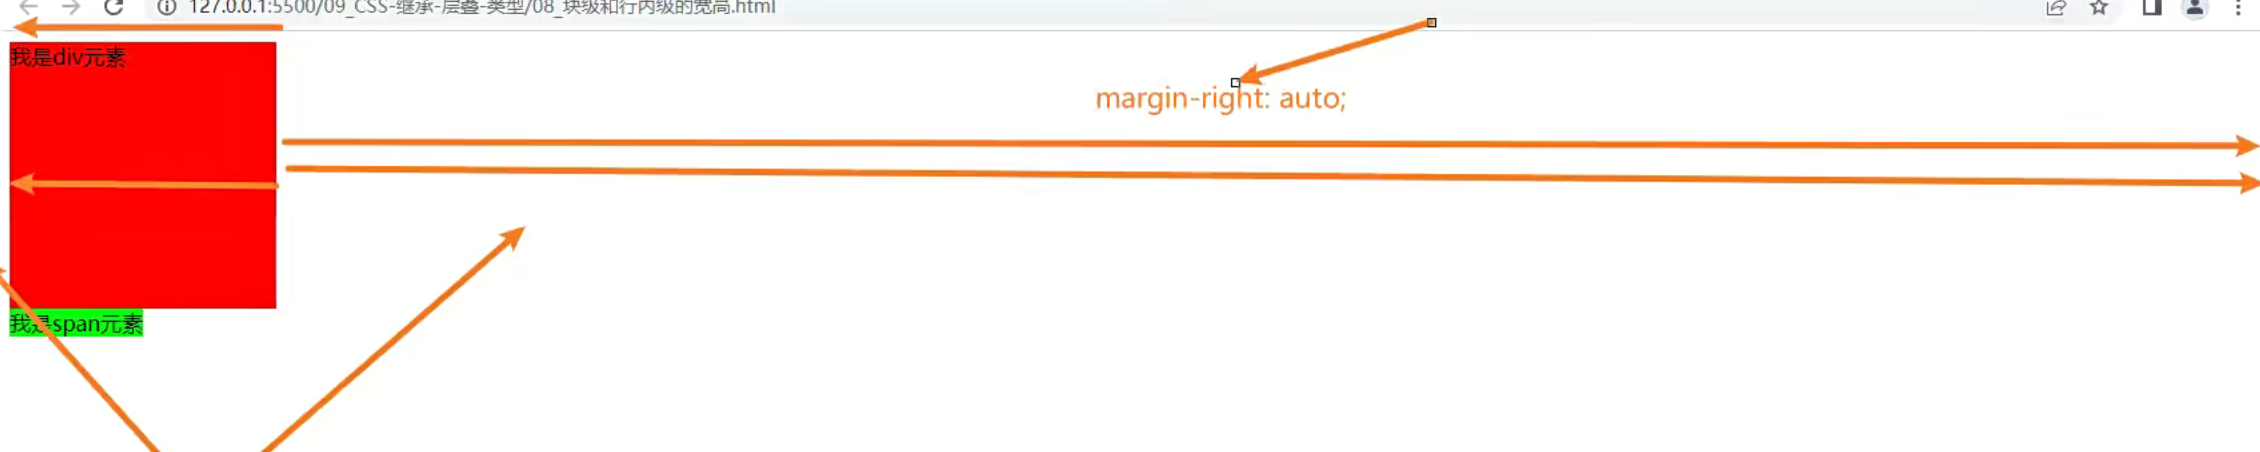 127.0.0.1:5500/09_CSS-继承-层叠-类型/08_块级和行内级的宽高.html
我是div元素
margin-right: auto;
我是span元素